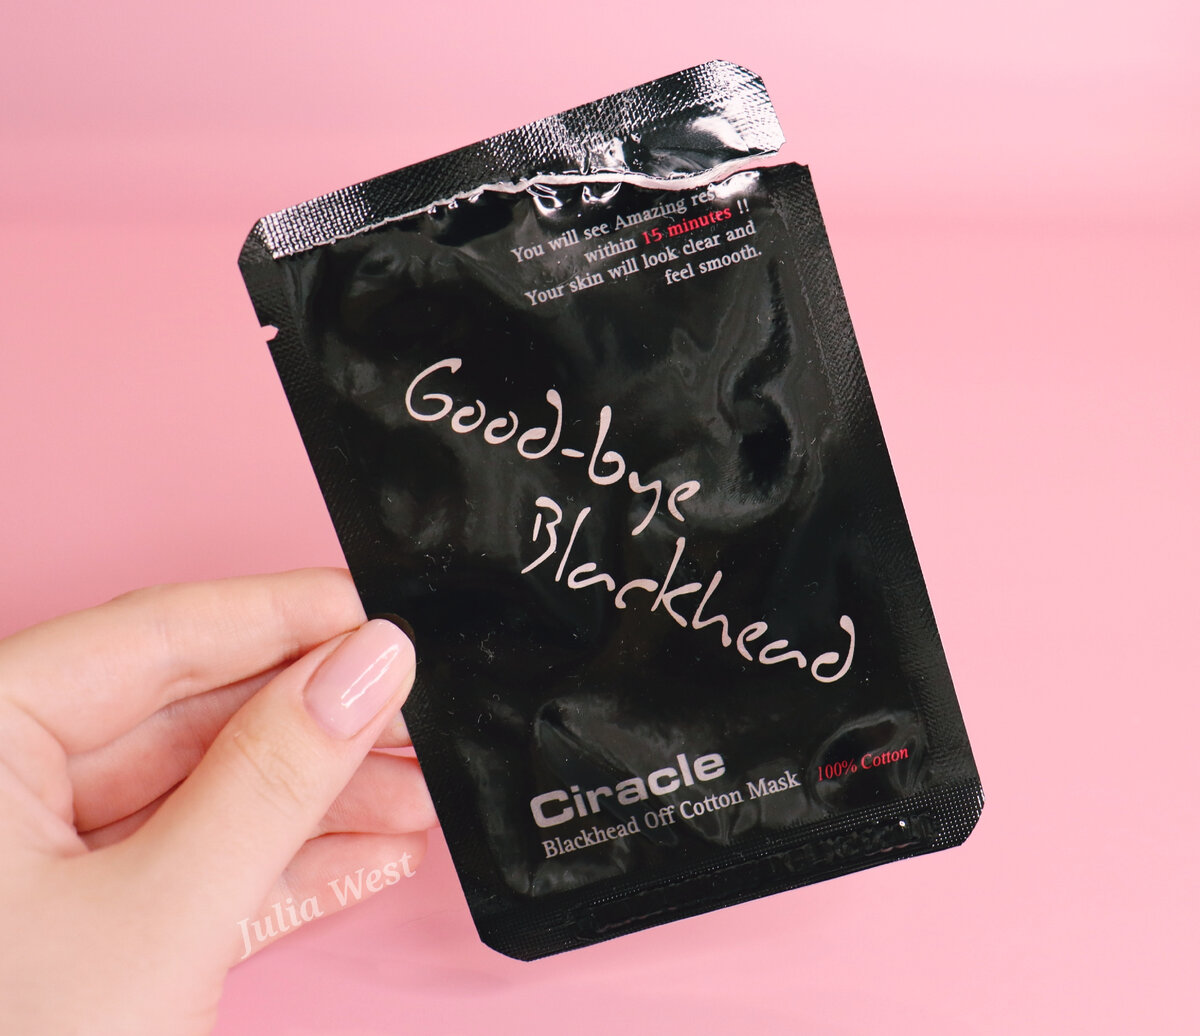 You will see Amazing res
within 15 minutes !!
Your skin will look clear and
feel smooth.
Good-bye
Blackhead
Ciracle
Blackhead Off Cotton Mask 100% Cotton
Julia West